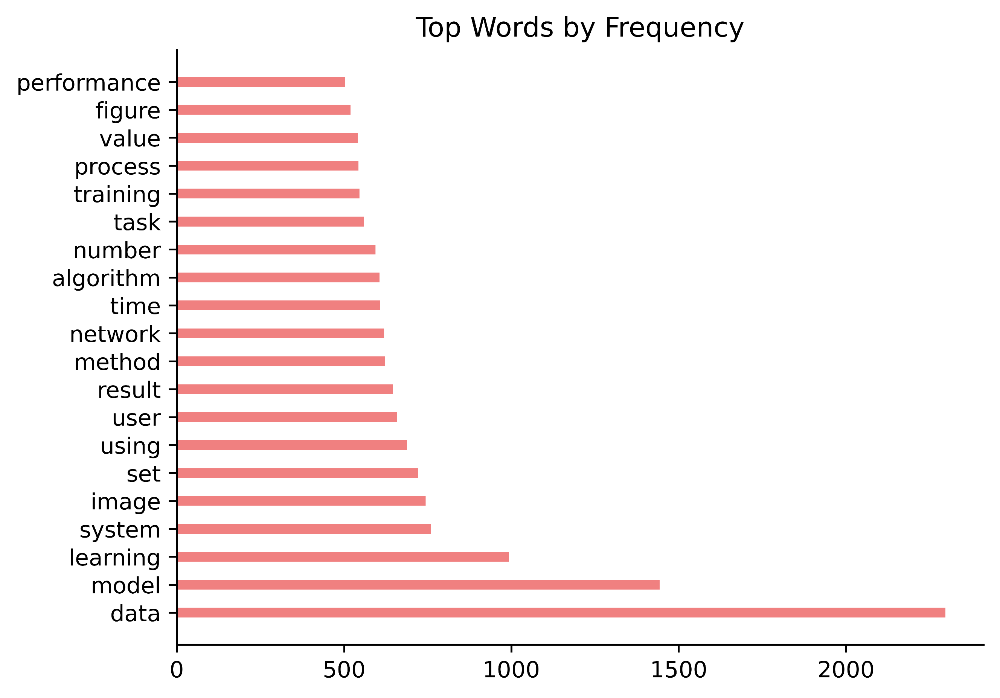 Top Words by Frequency
performance
figure
value
process
training
task
number
algorithm
time
network
method
result
user
using
set
image
system
learning
model
data
0 500 1000 1500 2000